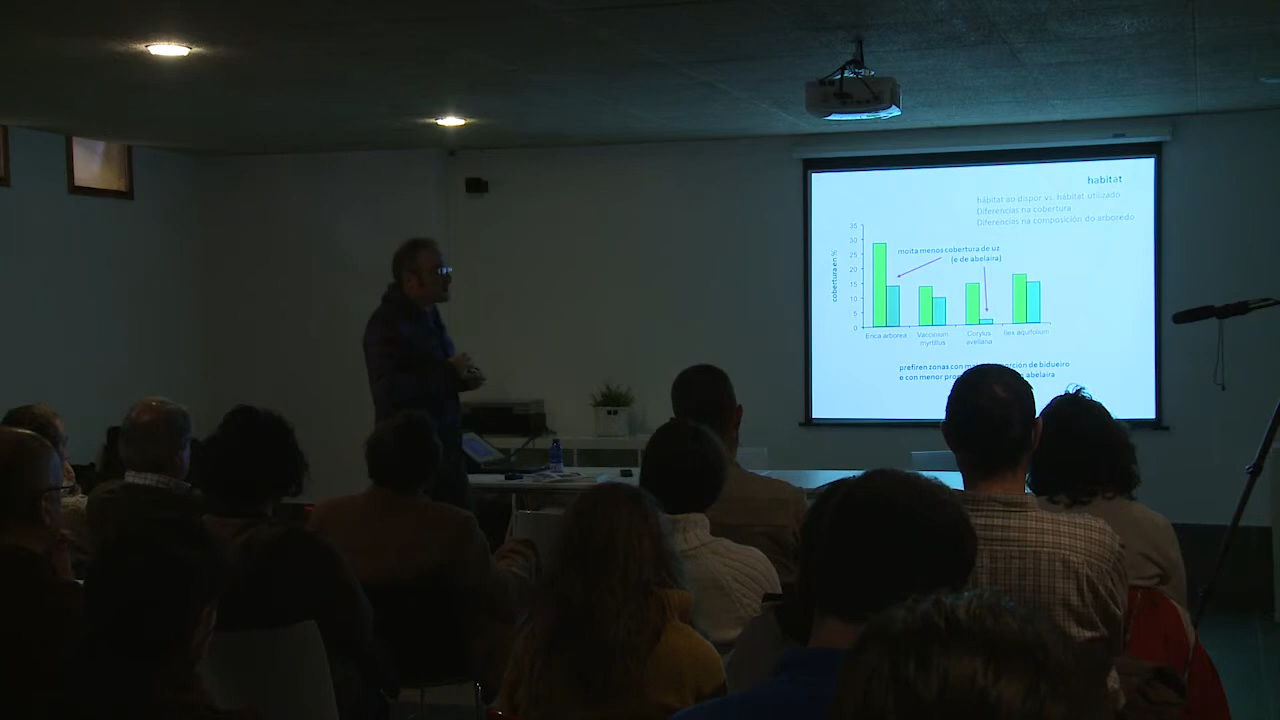 habitat
hábitat ao dispor vs. hábitat utilizado
Diferencias na cobertura
Diferencias na composición do arboredo
moita menos cobertura de uz
(e de abelaira)
cobertura en %
35
30
25
20
15
10
5
0
Erica arborea
Vaccinium
myrtillus
Corylus
avellana
Ilex aquifolium
prefiren zonas con de bidueiro
e con menor abelaira